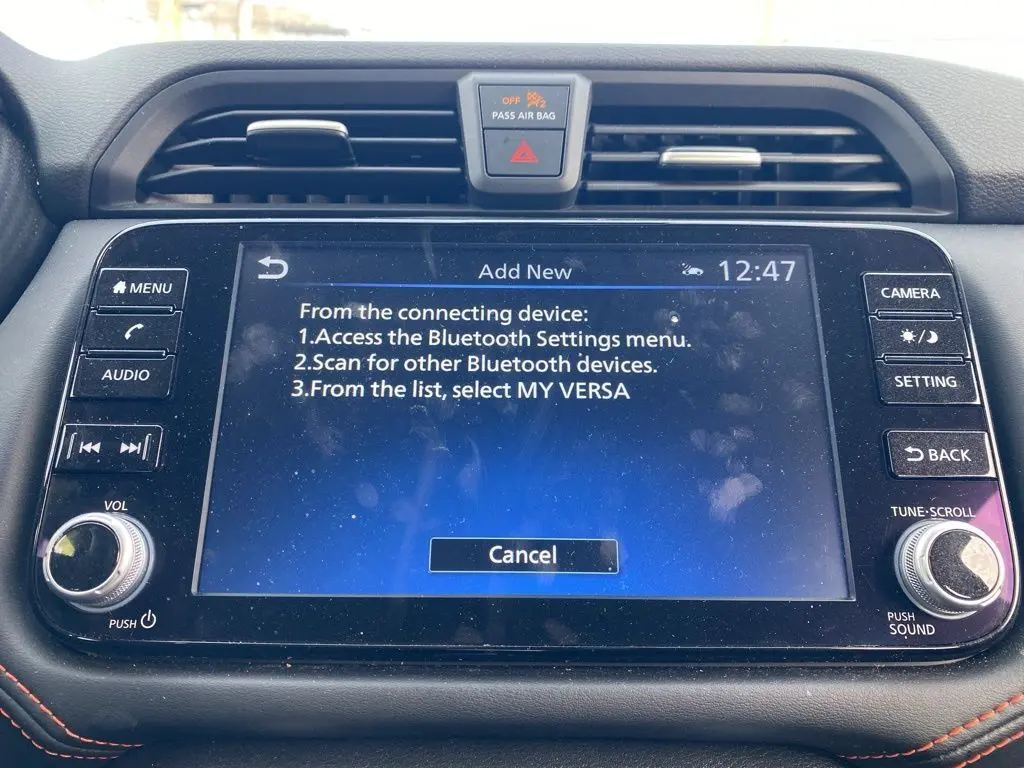 OFF 2
PASS AIR BAG
Add New
12:47
MENU
AUDIO
From the connecting device:
1.Access the Bluetooth Settings menu.
2.Scan for other Bluetooth devices.
3.From the list, select MY VERSA
Cancel
CAMERA
SETTING
BACK
VOL
PUSH
TUNE·SCROLL
PUSH
SOUND